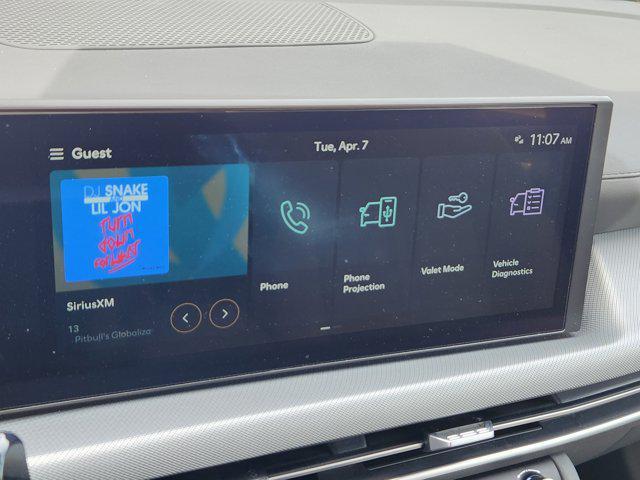 Guest
Tue, Apr. 7
11:07 AM
DJ SNAKE
AND
LIL JON
TURN
DOWN
FOR WHAT
SiriusXM
13
Pitbull's Globaliza
Phone
Phone
Projection
Valet Mode
Vehicle
Diagnostics